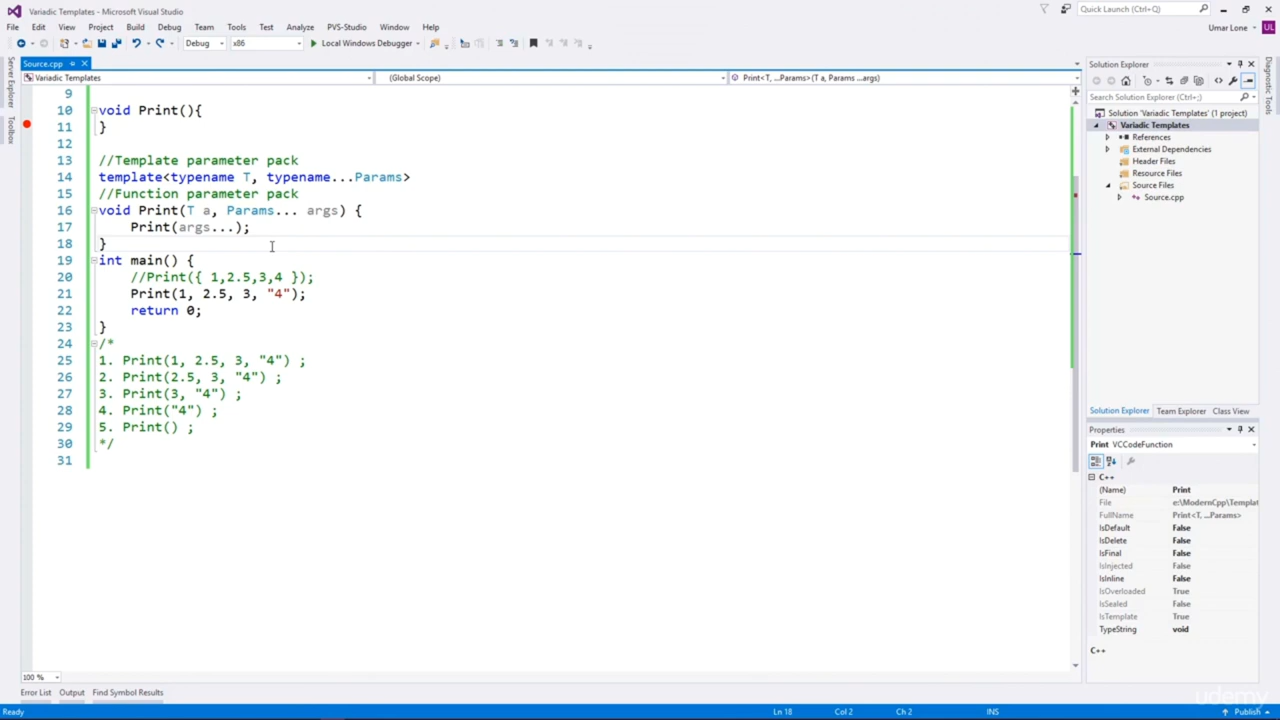 Variadic Templates - Microsoft Visual Studio
Quick Launch (Ctrl+Q)
File Edit View Project Build Debug Team Tools Test Analyze PVS-Studio Window Help
Umar Lone UL
Debug x86 Local Windows Debugger
Server Explorer
Toolbox
Source.cpp
Variadic Templates (Global Scope) Print<T, ...Params>(T a, Params ...args)
9
10 void Print(){
11 }
12
13 //Template parameter pack
14 template<typename T, typename...Params>
15 //Function parameter pack
16 void Print(T a, Params... args) {
17 Print(args...);
18 }
19 int main() {
20 //Print({ 1,2.5,3,4 });
21 Print(1, 2.5, 3, "4");
22 return 0;
23 }
24 /*
25 1. Print(1, 2.5, 3, "4") ;
26 2. Print(2.5, 3, "4") ;
27 3. Print(3, "4") ;
28 4. Print("4") ;
29 5. Print() ;
30 */
31
100 %
Solution Explorer
Search Solution Explorer (Ctrl+;)
Solution 'Variadic Templates' (1 project)
Variadic Templates
References
External Dependencies
Header Files
Resource Files
Source Files
Source.cpp
Solution Explorer Team Explorer Class View
Properties
Print VCCodeFunction
C++
(Name) Print
File e:\ModernCpp\Templat
FullName Print<T, ...Params>
IsDefault False
IsDelete False
IsFinal False
IsInjected False
IsInline False
IsOverloaded True
IsSealed False
IsTemplate True
TypeString void
C++
Diagnostic Tools
Error List Output Find Symbol Results
udemy
Ready Ln 18 Col 2 Ch 2 INS Publish